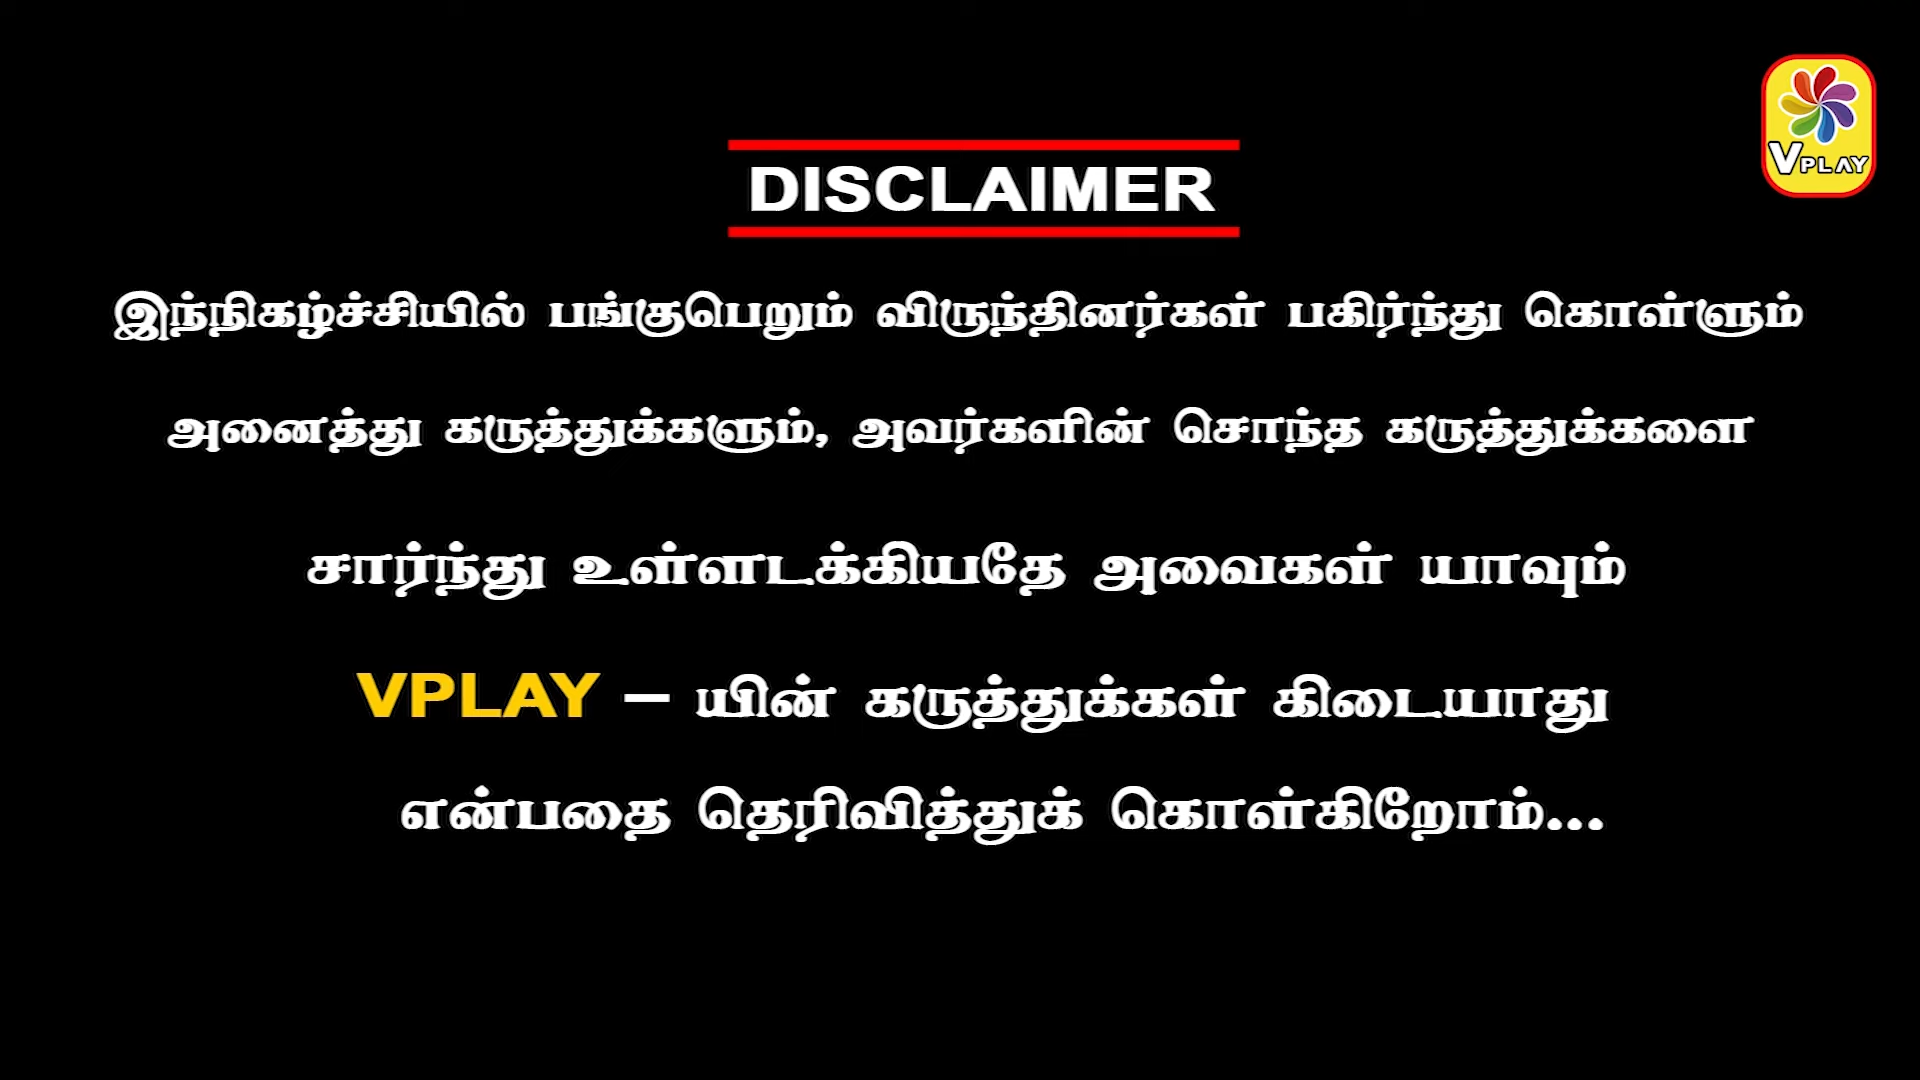 DISCLAIMER
VPLAY
இந்நிகழ்ச்சியில் பங்குபெறும் விருந்தினர்கள் பகிர்ந்து கொள்ளும்
அனைத்து கருத்துக்களும், அவர்களின் சொந்த கருத்துக்களை
சார்ந்து உள்ளடக்கியதே அவைகள் யாவும்
VPLAY – யின் கருத்துக்கள் கிடையாது
என்பதை தெரிவித்துக் கொள்கிறோம்...